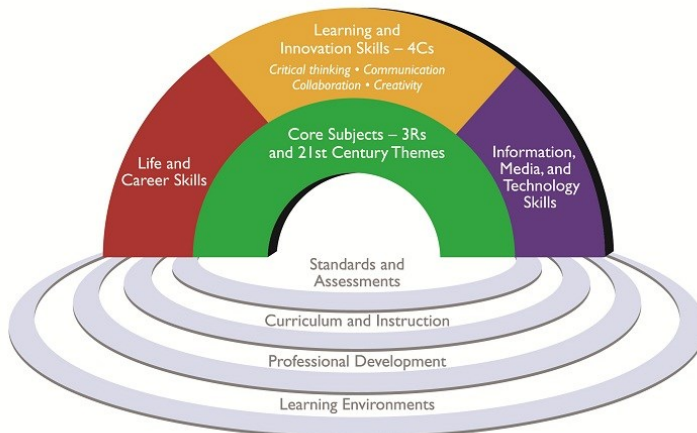 Learning and
Innovation Skills – 4Cs
Critical thinking • Communication
Collaboration • Creativity
Core Subjects – 3Rs
and 21st Century Themes
Life and
Career Skills
Information,
Media, and
Technology
Skills
Standards and
Assessments
Curriculum and Instruction
Professional Development
Learning Environments